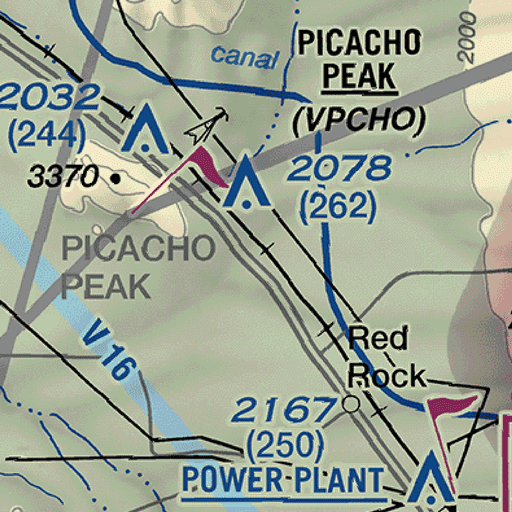 2000
canal
PICACHO
PEAK
(VPCHO)
2032
(244)
3370
2078
(262)
PICACHO
PEAK
V 16
Red
Rock
2167
(250)
POWER PLANT